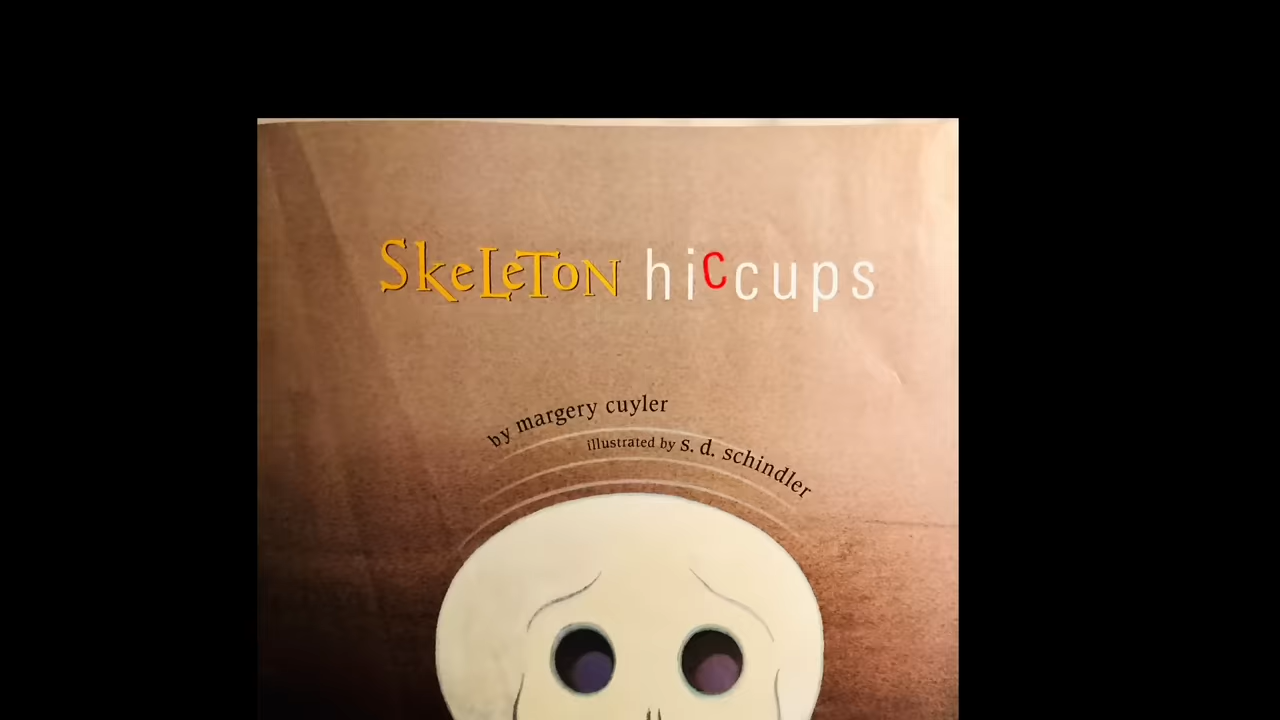 SKeLeTON hiccups
by margery cuyler
illustrated by s. d. schindler